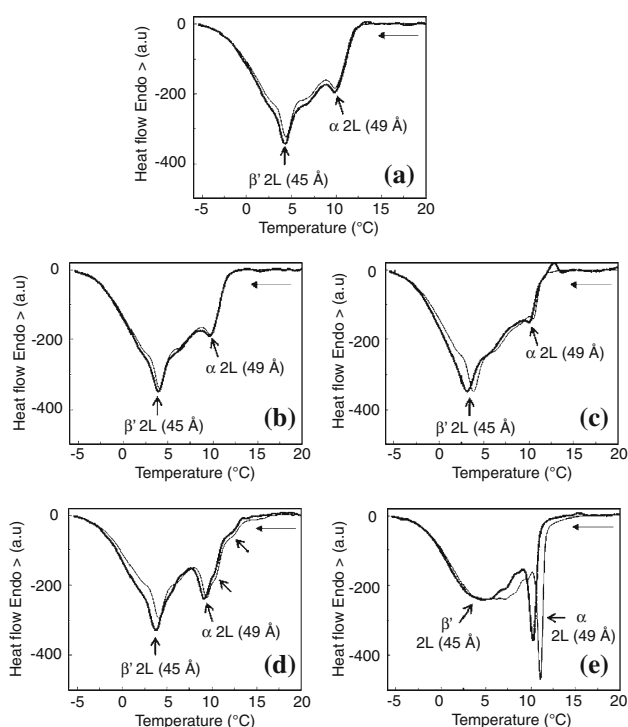 Heat flow Endo > (a.u)
0
-200
-400
α 2L (49 Å)
β' 2L (45 Å)
(a)
-5 0 5 10 15 20
Temperature (°C)
Heat flow Endo > (a.u)
0
-200
-400
α 2L (49 Å)
β' 2L (45 Å)
(b)
-5 0 5 10 15 20
Temperature (°C)
Heat flow Endo > (a.u)
0
-200
-400
α 2L (49 Å)
β' 2L (45 Å)
(c)
-5 0 5 10 15 20
Temperature (°C)
Heat flow Endo > (a.u)
0
-200
-400
α 2L (49 Å)
β' 2L (45 Å)
(d)
-5 0 5 10 15 20
Temperature (°C)
Heat flow Endo > (a.u)
0
-200
-400
β'
2L (45 Å)
α
2L (49 Å)
(e)
-5 0 5 10 15 20
Temperature (°C)